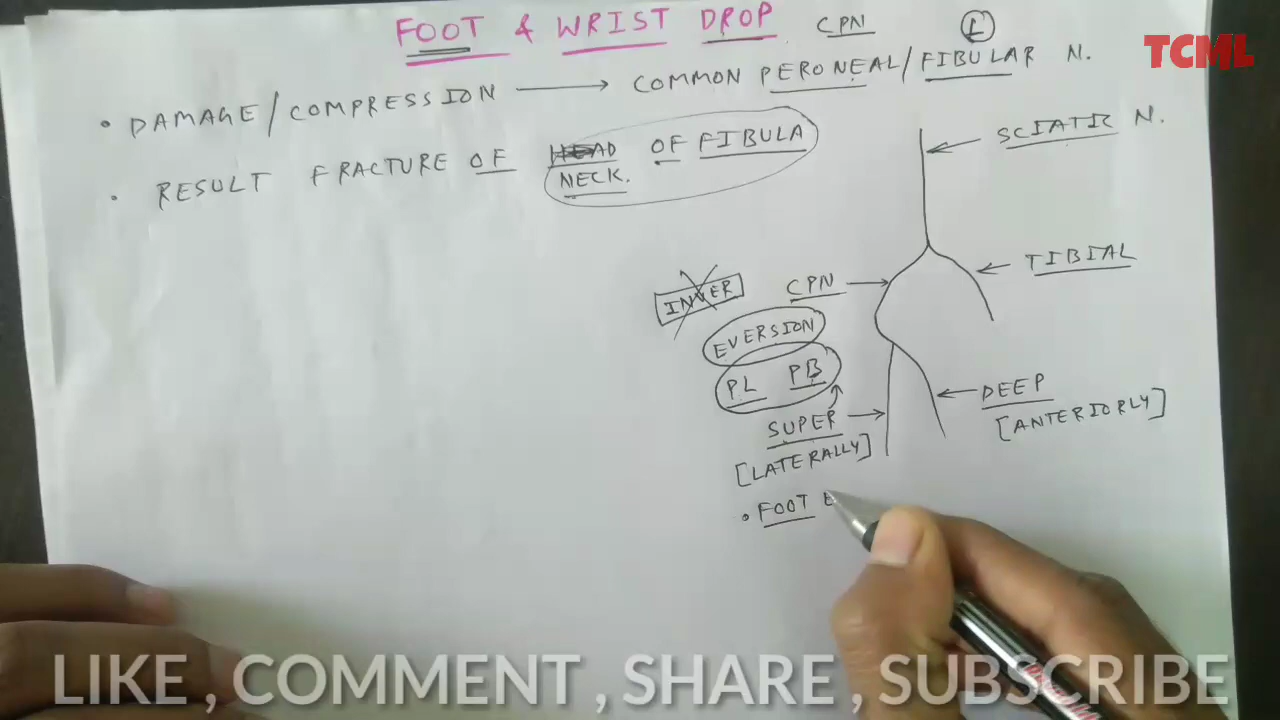 FOOT & WRIST DROP CPN L
TCML
• DAMAGE/COMPRESSION → COMMON PERONEAL/FIBULAR N.
• RESULT FRACTURE OF HEAD OF FIBULA
NECK.
SCIATIC N.
TIBIAL
CPN
INVER
EVERSION
PL PB
SUPER
[LATERALLY]
DEEP
[ANTERIORLY]
• FOOT
LIKE , COMMENT , SHARE , SUBSCRIBE